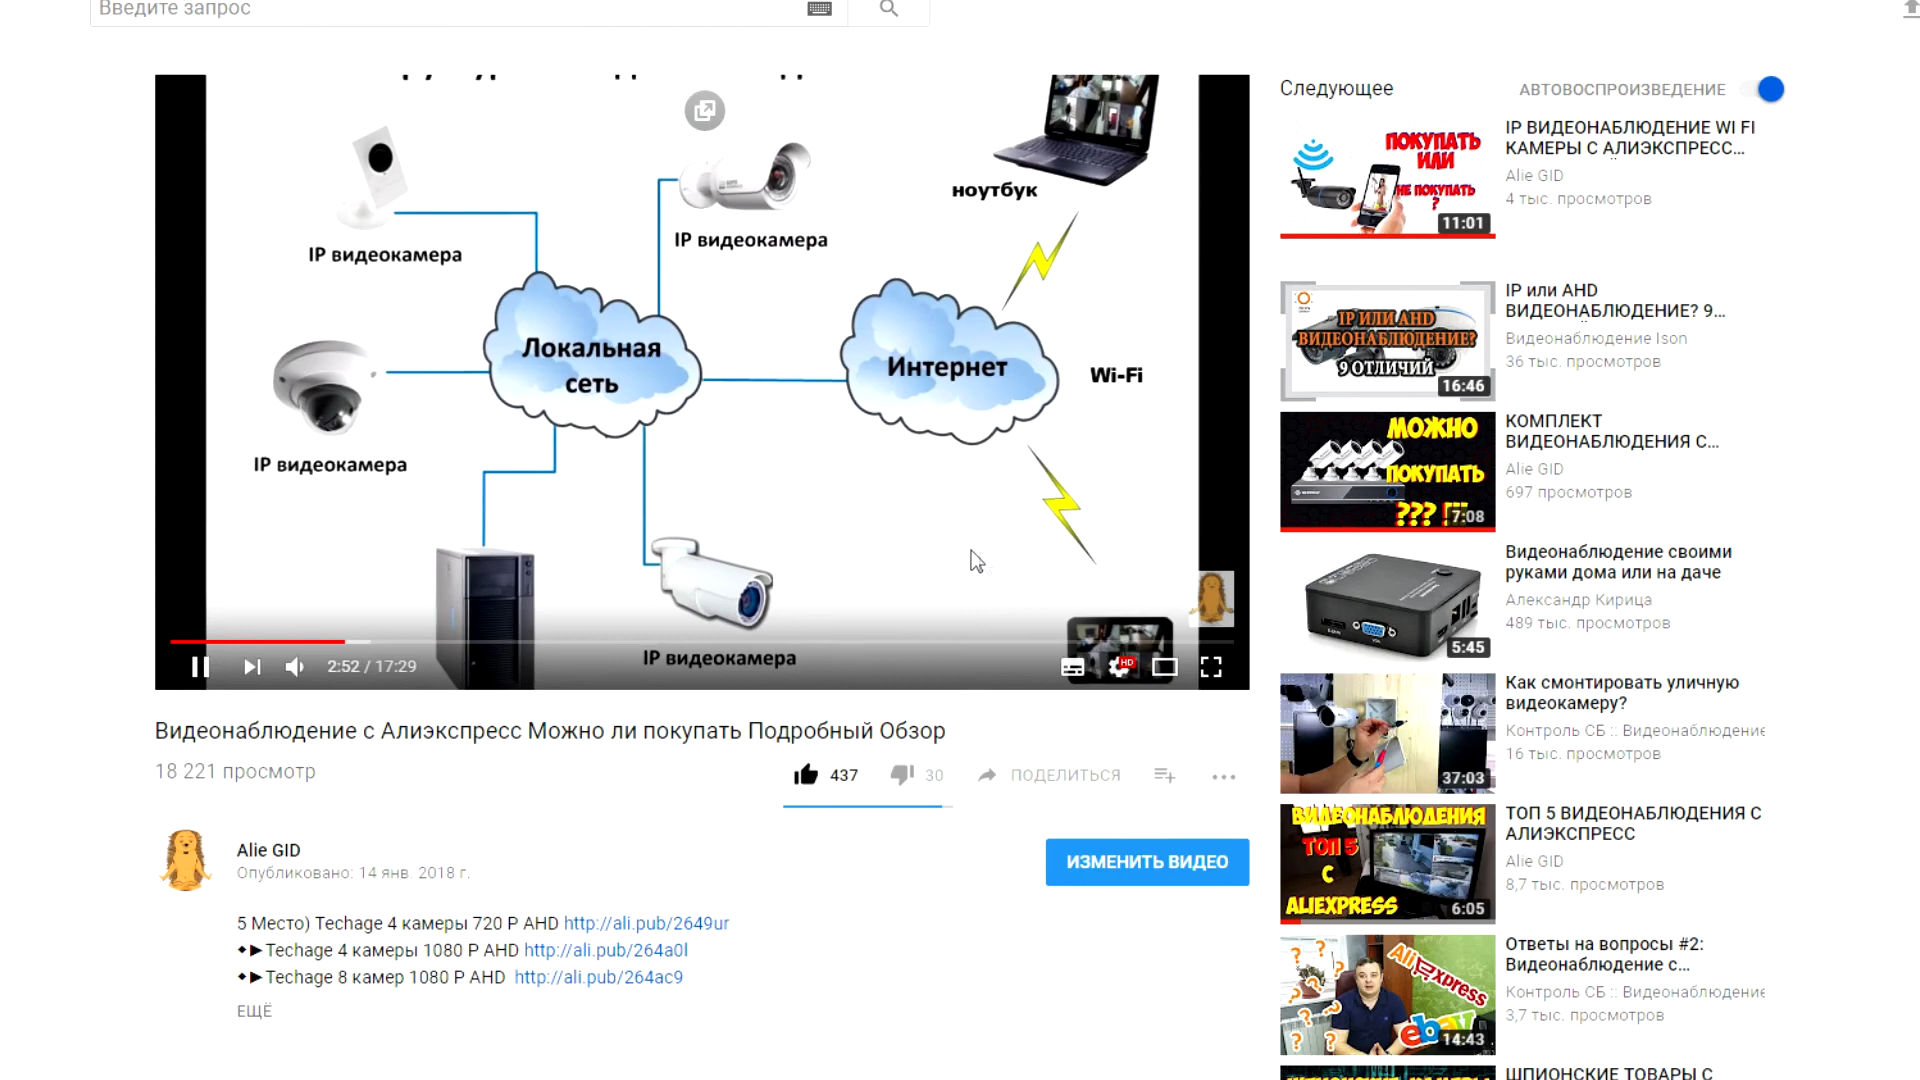 Введите запрос
ноутбук
IP видеокамера
IP видеокамера
Локальная
сеть
Интернет
Wi-Fi
IP видеокамера
IP видеокамера
2:52 / 17:29
HD
Видеонаблюдение с Алиэкспресс Можно ли покупать Подробный Обзор
18 221 просмотр
437
30
ПОДЕЛИТЬСЯ
Alie GID
Опубликовано: 14 янв. 2018 г.
ИЗМЕНИТЬ ВИДЕО
5 Место) Techage 4 камеры 720 P AHD http://ali.pub/2649ur
Techage 4 камеры 1080 P AHD http://ali.pub/264a0l
Techage 8 камер 1080 P AHD http://ali.pub/264ac9
ЕЩЁ
Следующее
АВТОВОСПРОИЗВЕДЕНИЕ
ПОКУПАТЬ
ИЛИ
НЕ ПОКУПАТЬ
?
11:01
IP ВИДЕОНАБЛЮДЕНИЕ WI FI
КАМЕРЫ С АЛИЭКСПРЕСС...
Alie GID
4 тыс. просмотров
IP ИЛИ AHD
ВИДЕОНАБЛЮДЕНИЕ?
9 ОТЛИЧИЙ
16:46
IP или AHD
ВИДЕОНАБЛЮДЕНИЕ? 9...
Видеонаблюдение Ison
36 тыс. просмотров
МОЖНО
ПОКУПАТЬ
???
7:08
КОМПЛЕКТ
ВИДЕОНАБЛЮДЕНИЯ С...
Alie GID
697 просмотров
5:45
Видеонаблюдение своими
руками дома или на даче
Александр Кирица
489 тыс. просмотров
37:03
Как смонтировать уличную
видеокамеру?
Контроль СБ :: Видеонаблюдение
16 тыс. просмотров
ВИДЕОНАБЛЮДЕНИЯ
ТОП 5
С
ALIEXPRESS
6:05
ТОП 5 ВИДЕОНАБЛЮДЕНИЯ С
АЛИЭКСПРЕСС
Alie GID
8,7 тыс. просмотров
AliExpress
ebay
14:43
Ответы на вопросы #2:
Видеонаблюдение с...
Контроль СБ :: Видеонаблюдение
3,7 тыс. просмотров
ШПИОНСКИЕ ТОВАРЫ С